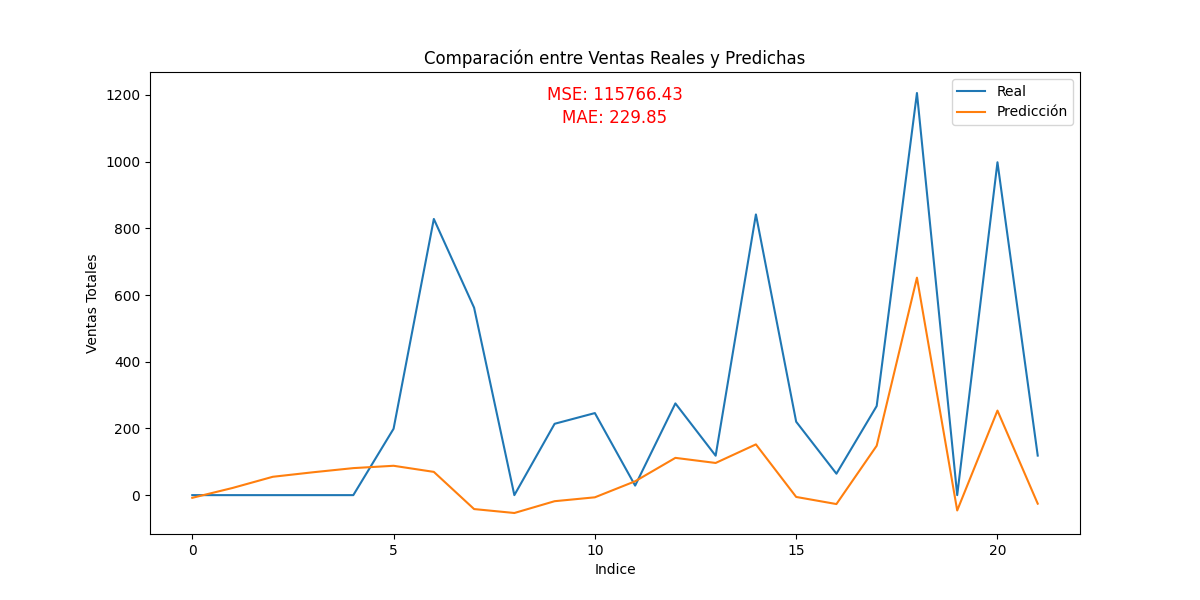 Comparación entre Ventas Reales y Predichas
MSE: 115766.43
MAE: 229.85
Real
Predicción
Ventas Totales
1200
1000
800
600
400
200
0
0
5
10
15
20
Indice